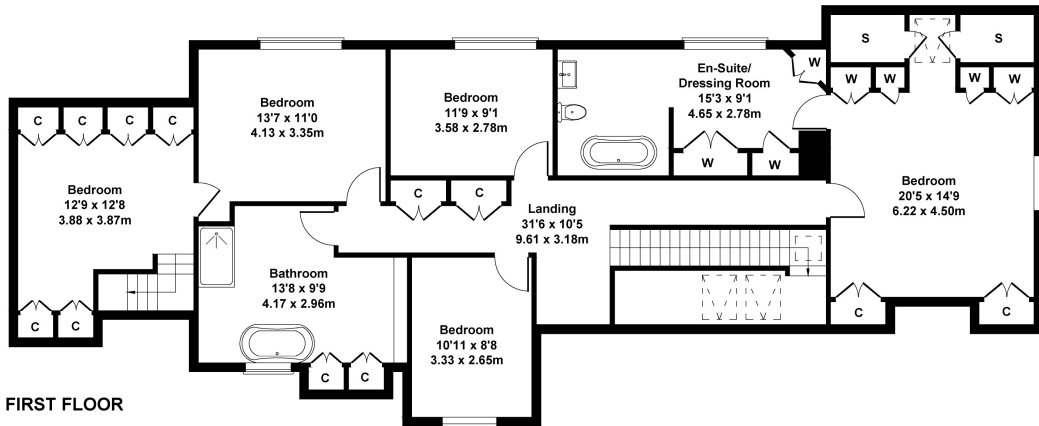 S
S
W
W
W
W
W
En-Suite/
Dressing Room
15'3 x 9'1
4.65 x 2.78m
Bedroom
13'7 x 11'0
4.13 x 3.35m
Bedroom
11'9 x 9'1
3.58 x 2.78m
C
C
C
C
W
W
Bedroom
12'9 x 12'8
3.88 x 3.87m
C
C
Landing
31'6 x 10'5
9.61 x 3.18m
Bedroom
20'5 x 14'9
6.22 x 4.50m
Bathroom
13'8 x 9'9
4.17 x 2.96m
Bedroom
10'11 x 8'8
3.33 x 2.65m
C
C
C
C
C
C
FIRST FLOOR